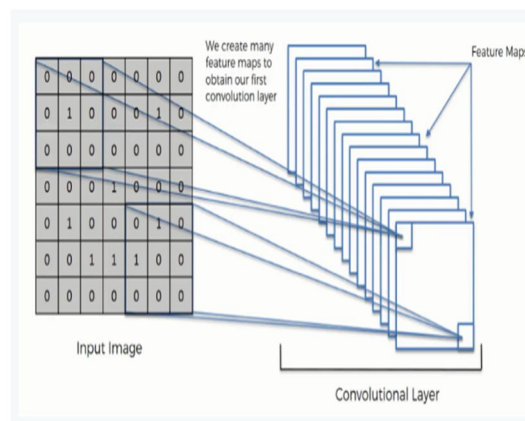 We create many
feature maps to
obtain our first
convolution layer
Feature Maps
0 0 0 0 0 0 0
0 1 0 0 0 1 0
0 0 0 0 0 0 0
0 0 0 1 0 0 0
0 1 0 0 0 1 0
0 0 1 1 1 0 0
0 0 0 0 0 0 0
Input Image
Convolutional Layer